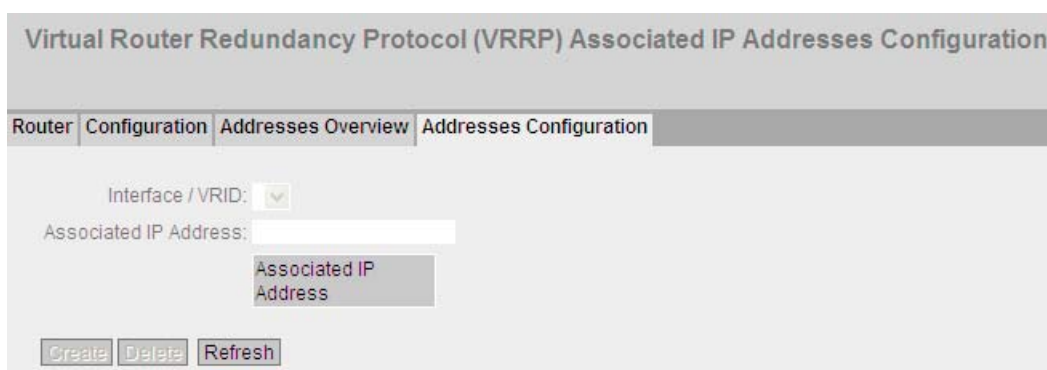 Virtual Router Redundancy Protocol (VRRP) Associated IP Addresses Configuration
Router Configuration Addresses Overview Addresses Configuration
Interface / VRID:
Associated IP Address:
Associated IP
Address
Create Delete Refresh